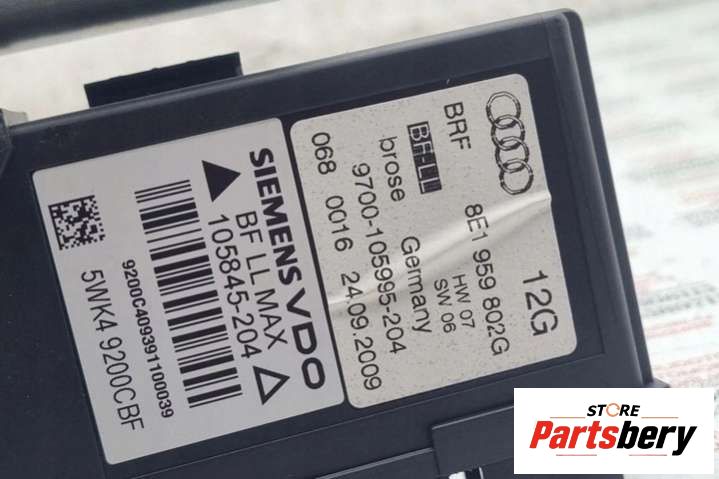 12G
8E1 959 802G
HW 07
SW 06
BRF
BF-LL
brose Germany
9700-105995-204
068 0016 24.09.2009
SIEMENS VDO
BF LL MAX
105845-204
9200C409391100039
5WK4 9200CBF
STORE
Partsbery